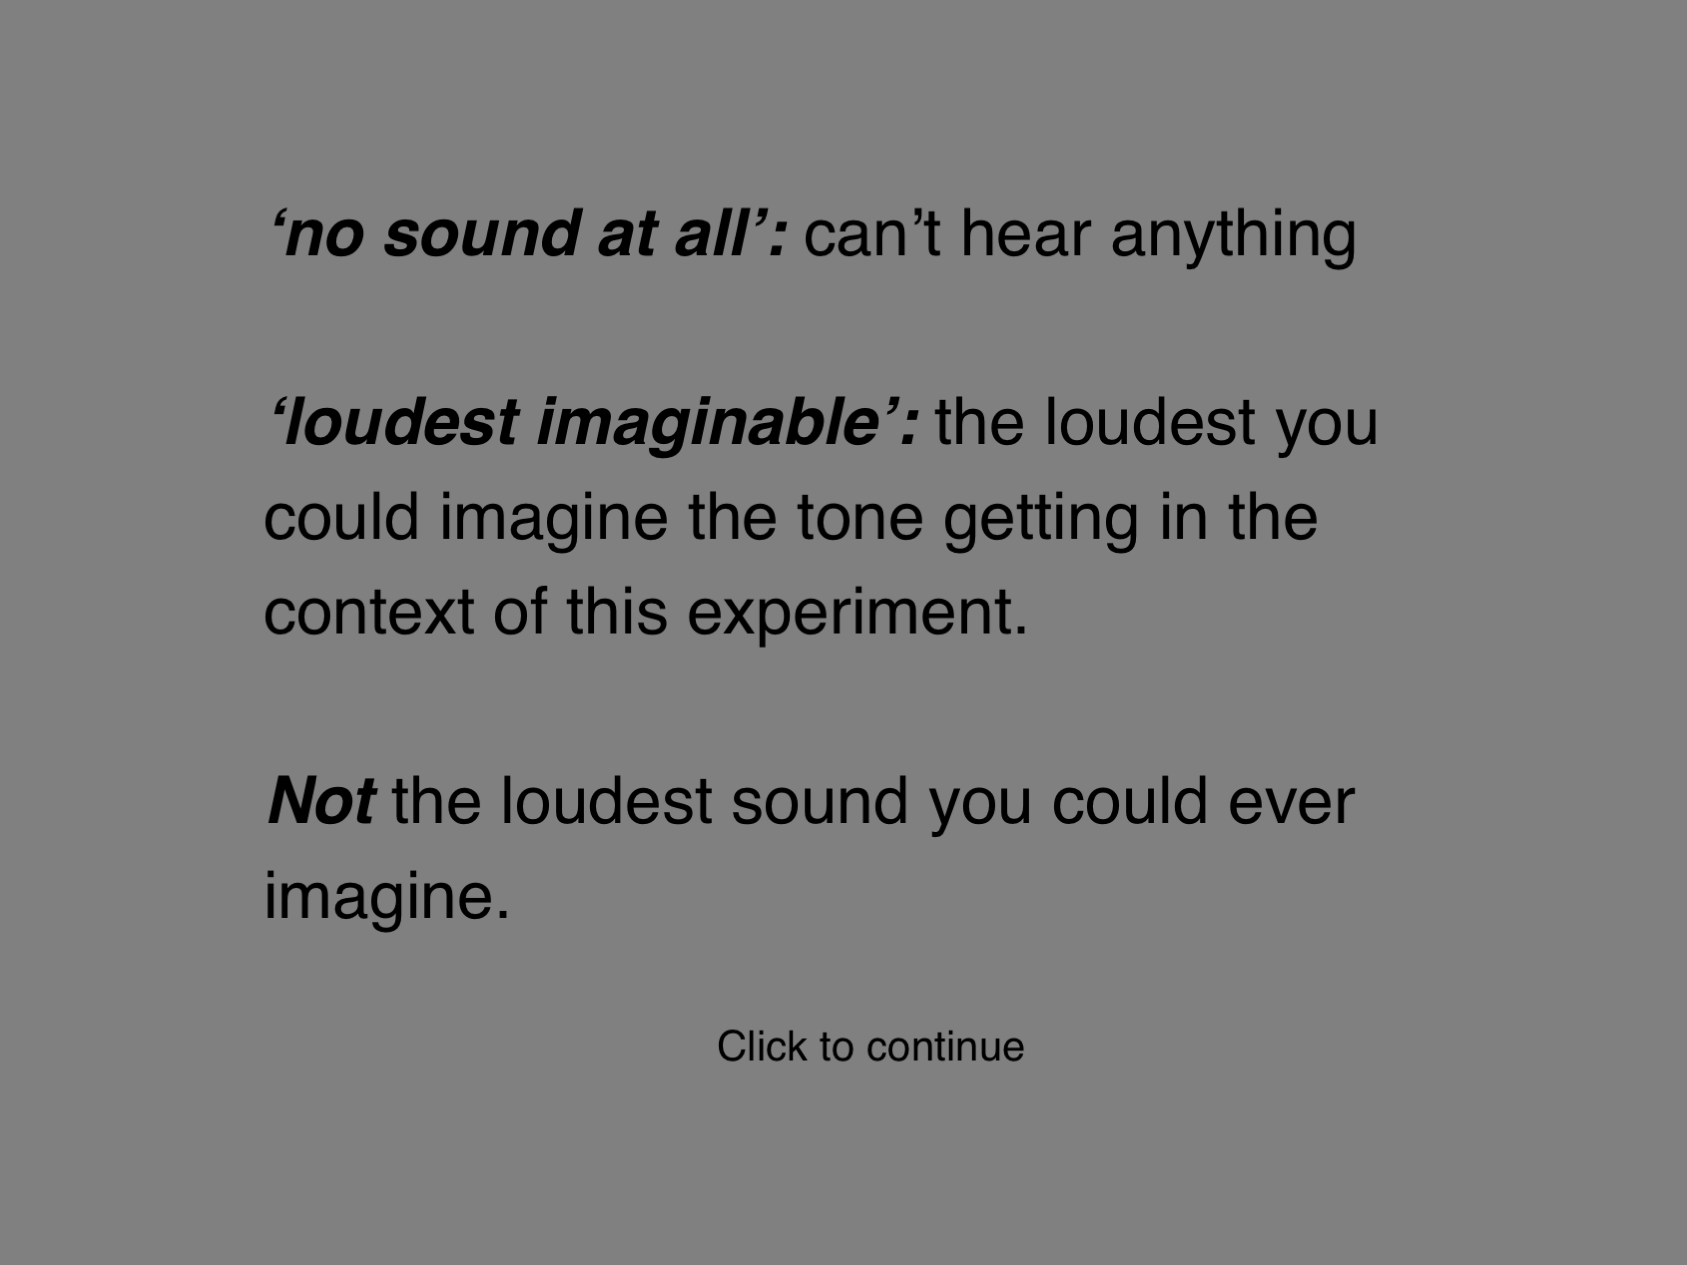 ‘no sound at all’: can’t hear anything
‘loudest imaginable’: the loudest you
could imagine the tone getting in the
context of this experiment.
Not the loudest sound you could ever
imagine.
Click to continue